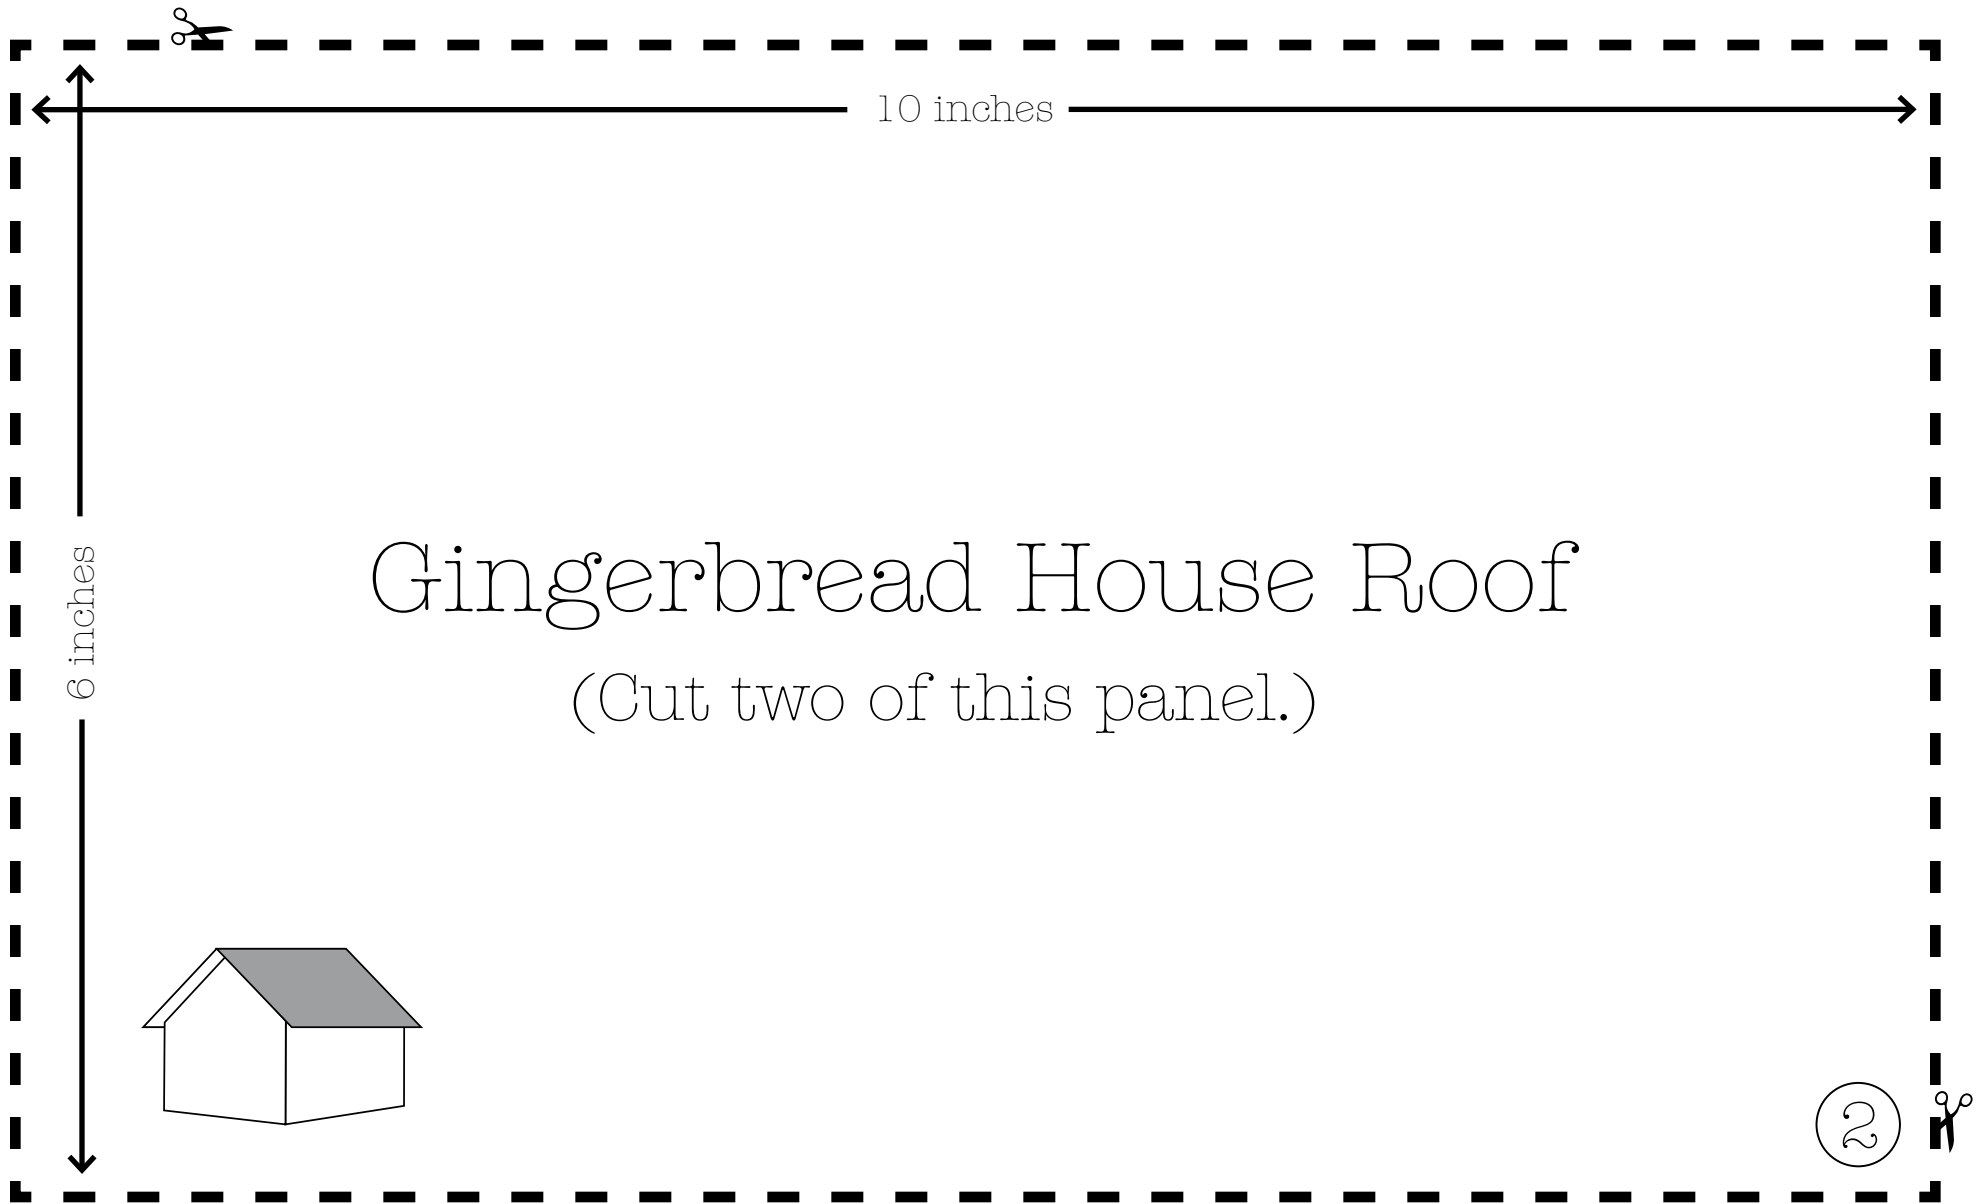 10 inches
6 inches
Gingerbread House Roof
(Cut two of this panel.)
2